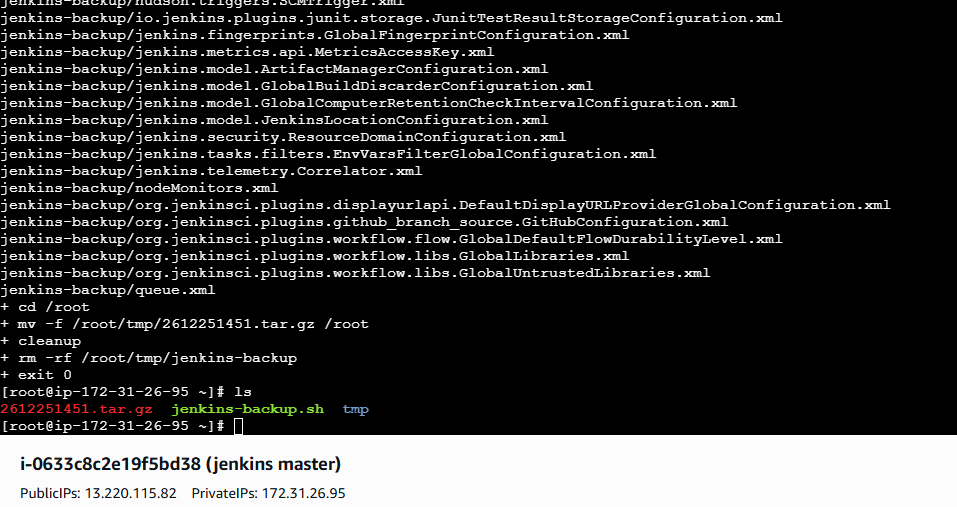 jenkins-backup/hudson.triggers.SCMTrigger.xml
jenkins-backup/io.jenkins.plugins.junit.storage.JunitTestResultStorageConfiguration.xml
jenkins-backup/jenkins.fingerprints.GlobalFingerprintConfiguration.xml
jenkins-backup/jenkins.metrics.api.MetricsAccessKey.xml
jenkins-backup/jenkins.model.ArtifactManagerConfiguration.xml
jenkins-backup/jenkins.model.GlobalBuildDiscarderConfiguration.xml
jenkins-backup/jenkins.model.GlobalComputerRetentionCheckIntervalConfiguration.xml
jenkins-backup/jenkins.model.JenkinsLocationConfiguration.xml
jenkins-backup/jenkins.security.ResourceDomainConfiguration.xml
jenkins-backup/jenkins.tasks.filters.EnvVarsFilterGlobalConfiguration.xml
jenkins-backup/jenkins.telemetry.Correlator.xml
jenkins-backup/nodeMonitors.xml
jenkins-backup/org.jenkinsci.plugins.displayurlapi.DefaultDisplayURLProviderGlobalConfiguration.xml
jenkins-backup/org.jenkinsci.plugins.github_branch_source.GitHubConfiguration.xml
jenkins-backup/org.jenkinsci.plugins.workflow.flow.GlobalDefaultFlowDurabilityLevel.xml
jenkins-backup/org.jenkinsci.plugins.workflow.libs.GlobalLibraries.xml
jenkins-backup/org.jenkinsci.plugins.workflow.libs.GlobalUntrustedLibraries.xml
jenkins-backup/queue.xml
+ cd /root
+ mv -f /root/tmp/2612251451.tar.gz /root
+ cleanup
+ rm -rf /root/tmp/jenkins-backup
+ exit 0
[root@ip-172-31-26-95 ~]# ls
2612251451.tar.gz jenkins-backup.sh tmp
[root@ip-172-31-26-95 ~]#
i-0633c8c2e19f5bd38 (jenkins master)
PublicIPs: 13.220.115.82 PrivateIPs: 172.31.26.95